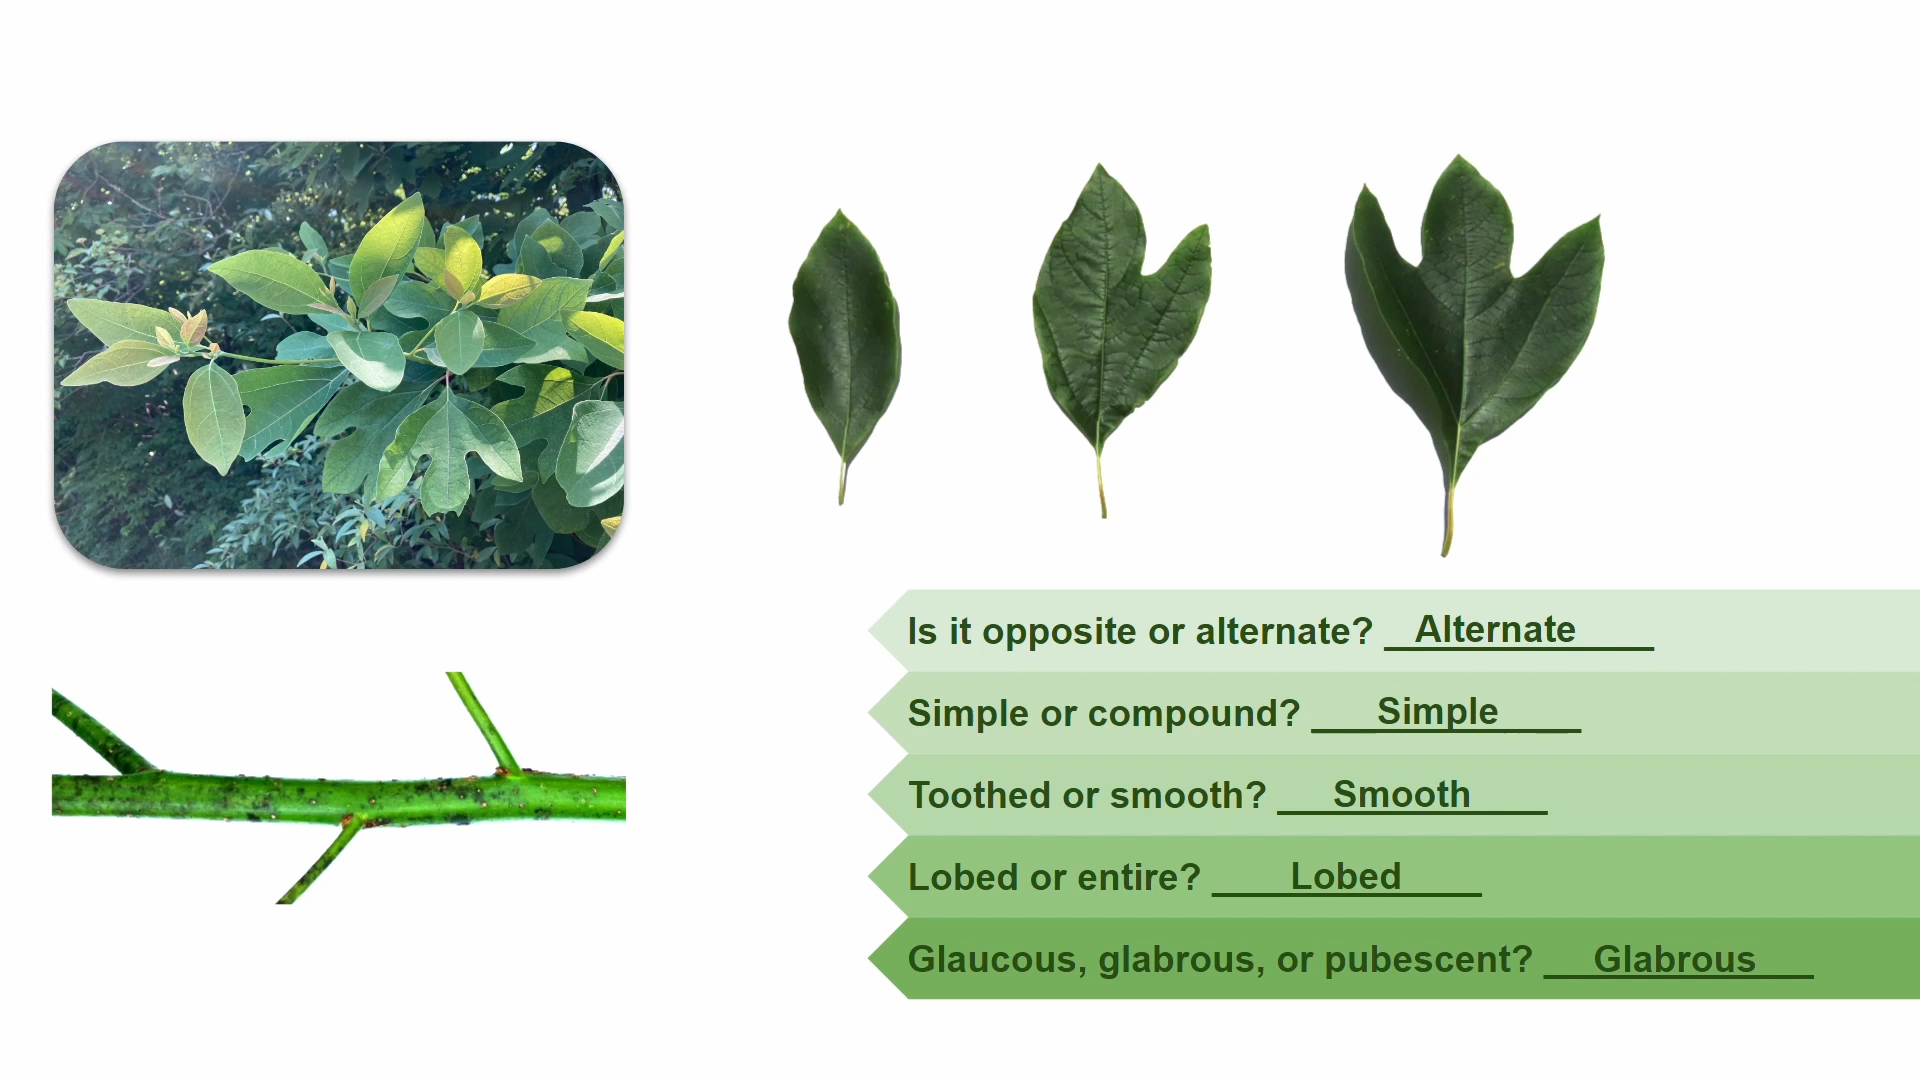 Is it opposite or alternate? Alternate
Simple or compound? Simple
Toothed or smooth? Smooth
Lobed or entire? Lobed
Glaucous, glabrous, or pubescent? Glabrous